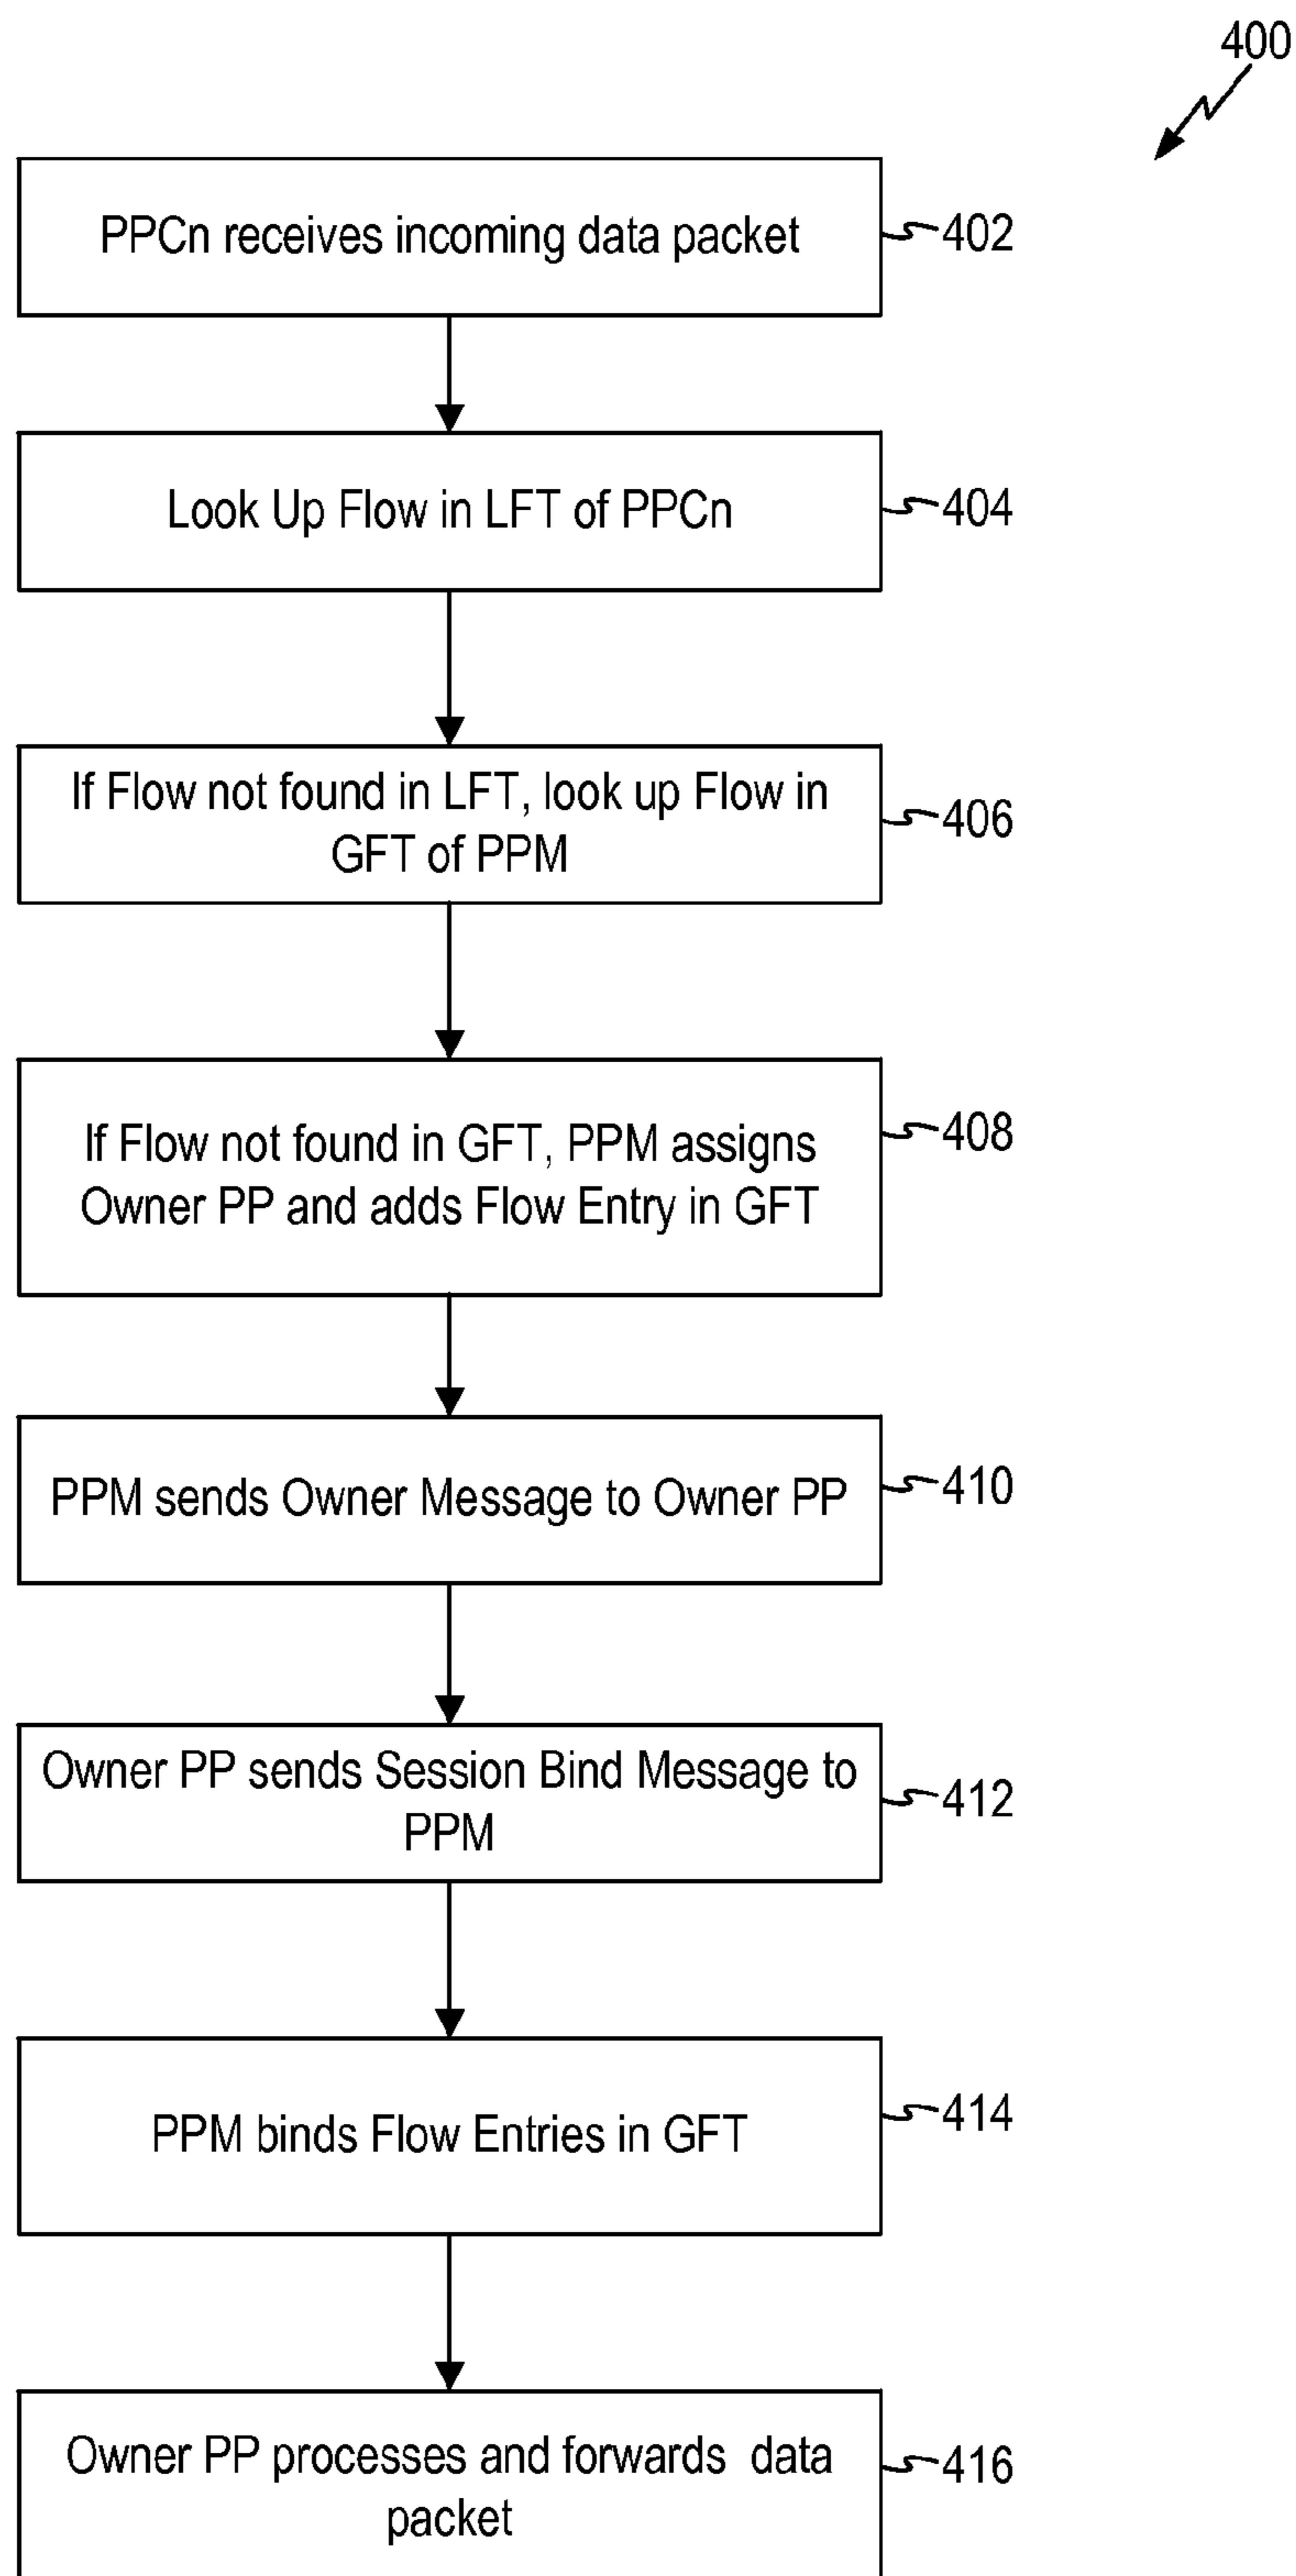 400
PPCn receives incoming data packet
402
Look Up Flow in LFT of PPCn
404
If Flow not found in LFT, look up Flow in
GFT of PPM
406
If Flow not found in GFT, PPM assigns
Owner PP and adds Flow Entry in GFT
408
PPM sends Owner Message to Owner PP
410
Owner PP sends Session Bind Message to
PPM
412
PPM binds Flow Entries in GFT
414
Owner PP processes and forwards data
packet
416